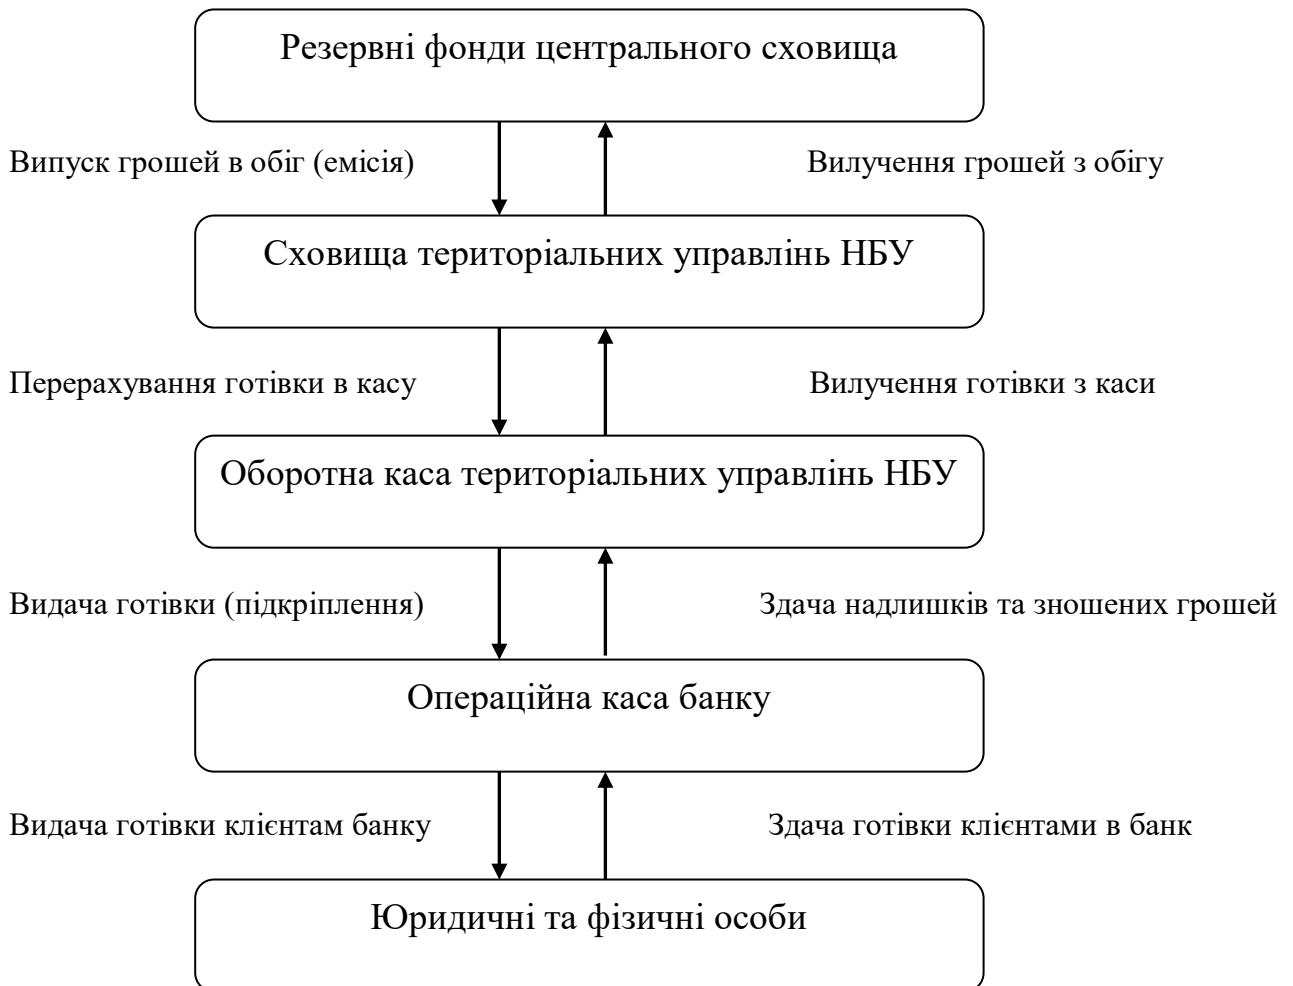 Резервні фонди центрального сховища
Випуск грошей в обіг (емісія)
Вилучення грошей з обігу
Сховища територіальних управлінь НБУ
Перерахування готівки в касу
Вилучення готівки з каси
Оборотна каса територіальних управлінь НБУ
Видача готівки (підкріплення)
Здача надлишків та зношених грошей
Операційна каса банку
Видача готівки клієнтам банку
Здача готівки клієнтами в банк
Юридичні та фізичні особи